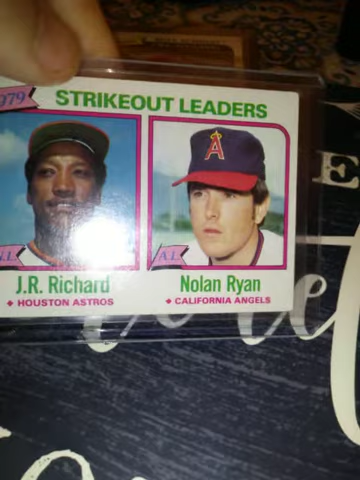 1979 STRIKEOUT LEADERS
A
N.L. A.L.
J.R. Richard Nolan Ryan
◆ HOUSTON ASTROS ◆ CALIFORNIA ANGELS